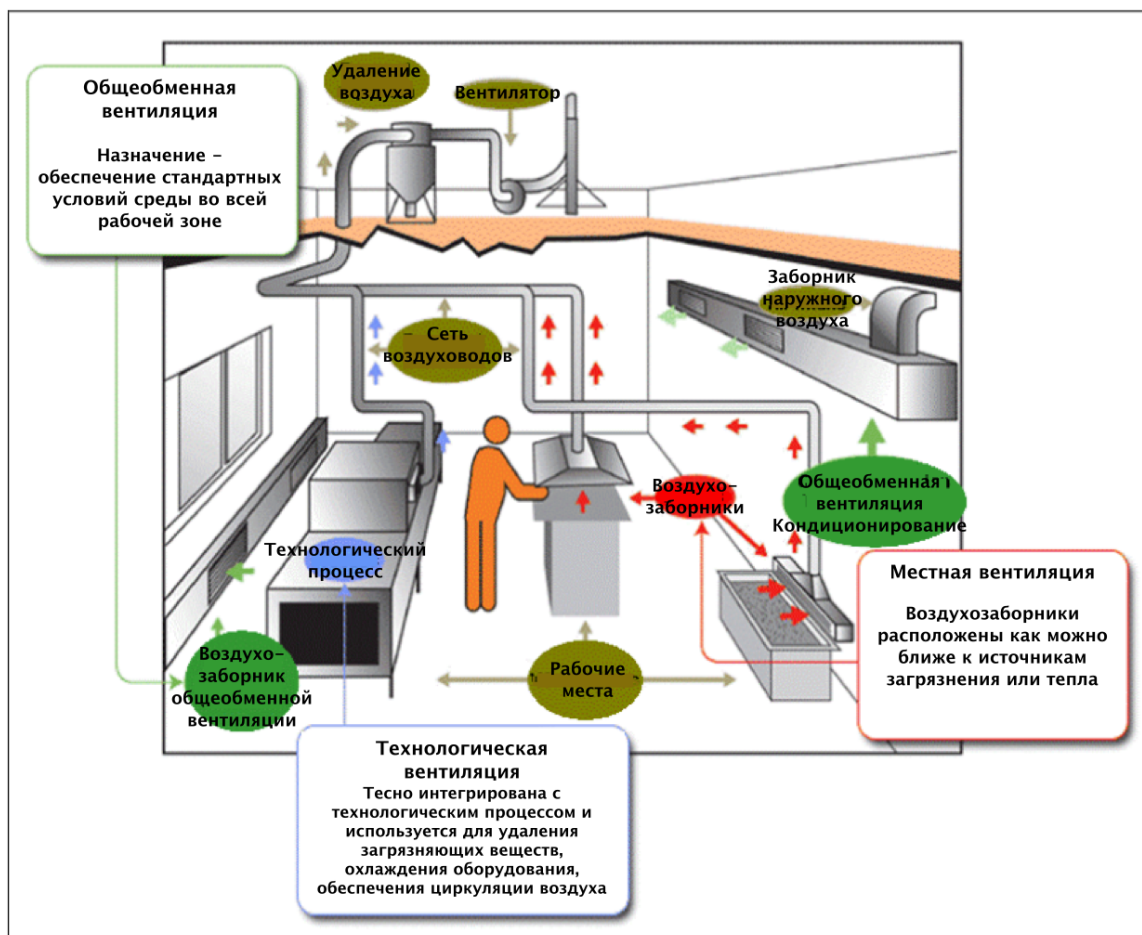 Общеобменная
вентиляция
Назначение –
обеспечение стандартных
условий среды во всей
рабочей зоне
Удаление
воздуха
Вентилятор
Заборник
наружного
воздуха
Сеть
воздуховодов
Воздухо-
заборники
Общеобменная
вентиляция
Кондиционирование
Технологический
процесс
Местная вентиляция
Воздухозаборники
расположены как можно
ближе к источникам
загрязнения или тепла
Воздухо-
заборник
общеобменной
вентиляции
Рабочие
места
Технологическая
вентиляция
Тесно интегрирована с
технологическим процессом и
используется для удаления
загрязняющих веществ,
охлаждения оборудования,
обеспечения циркуляции воздуха